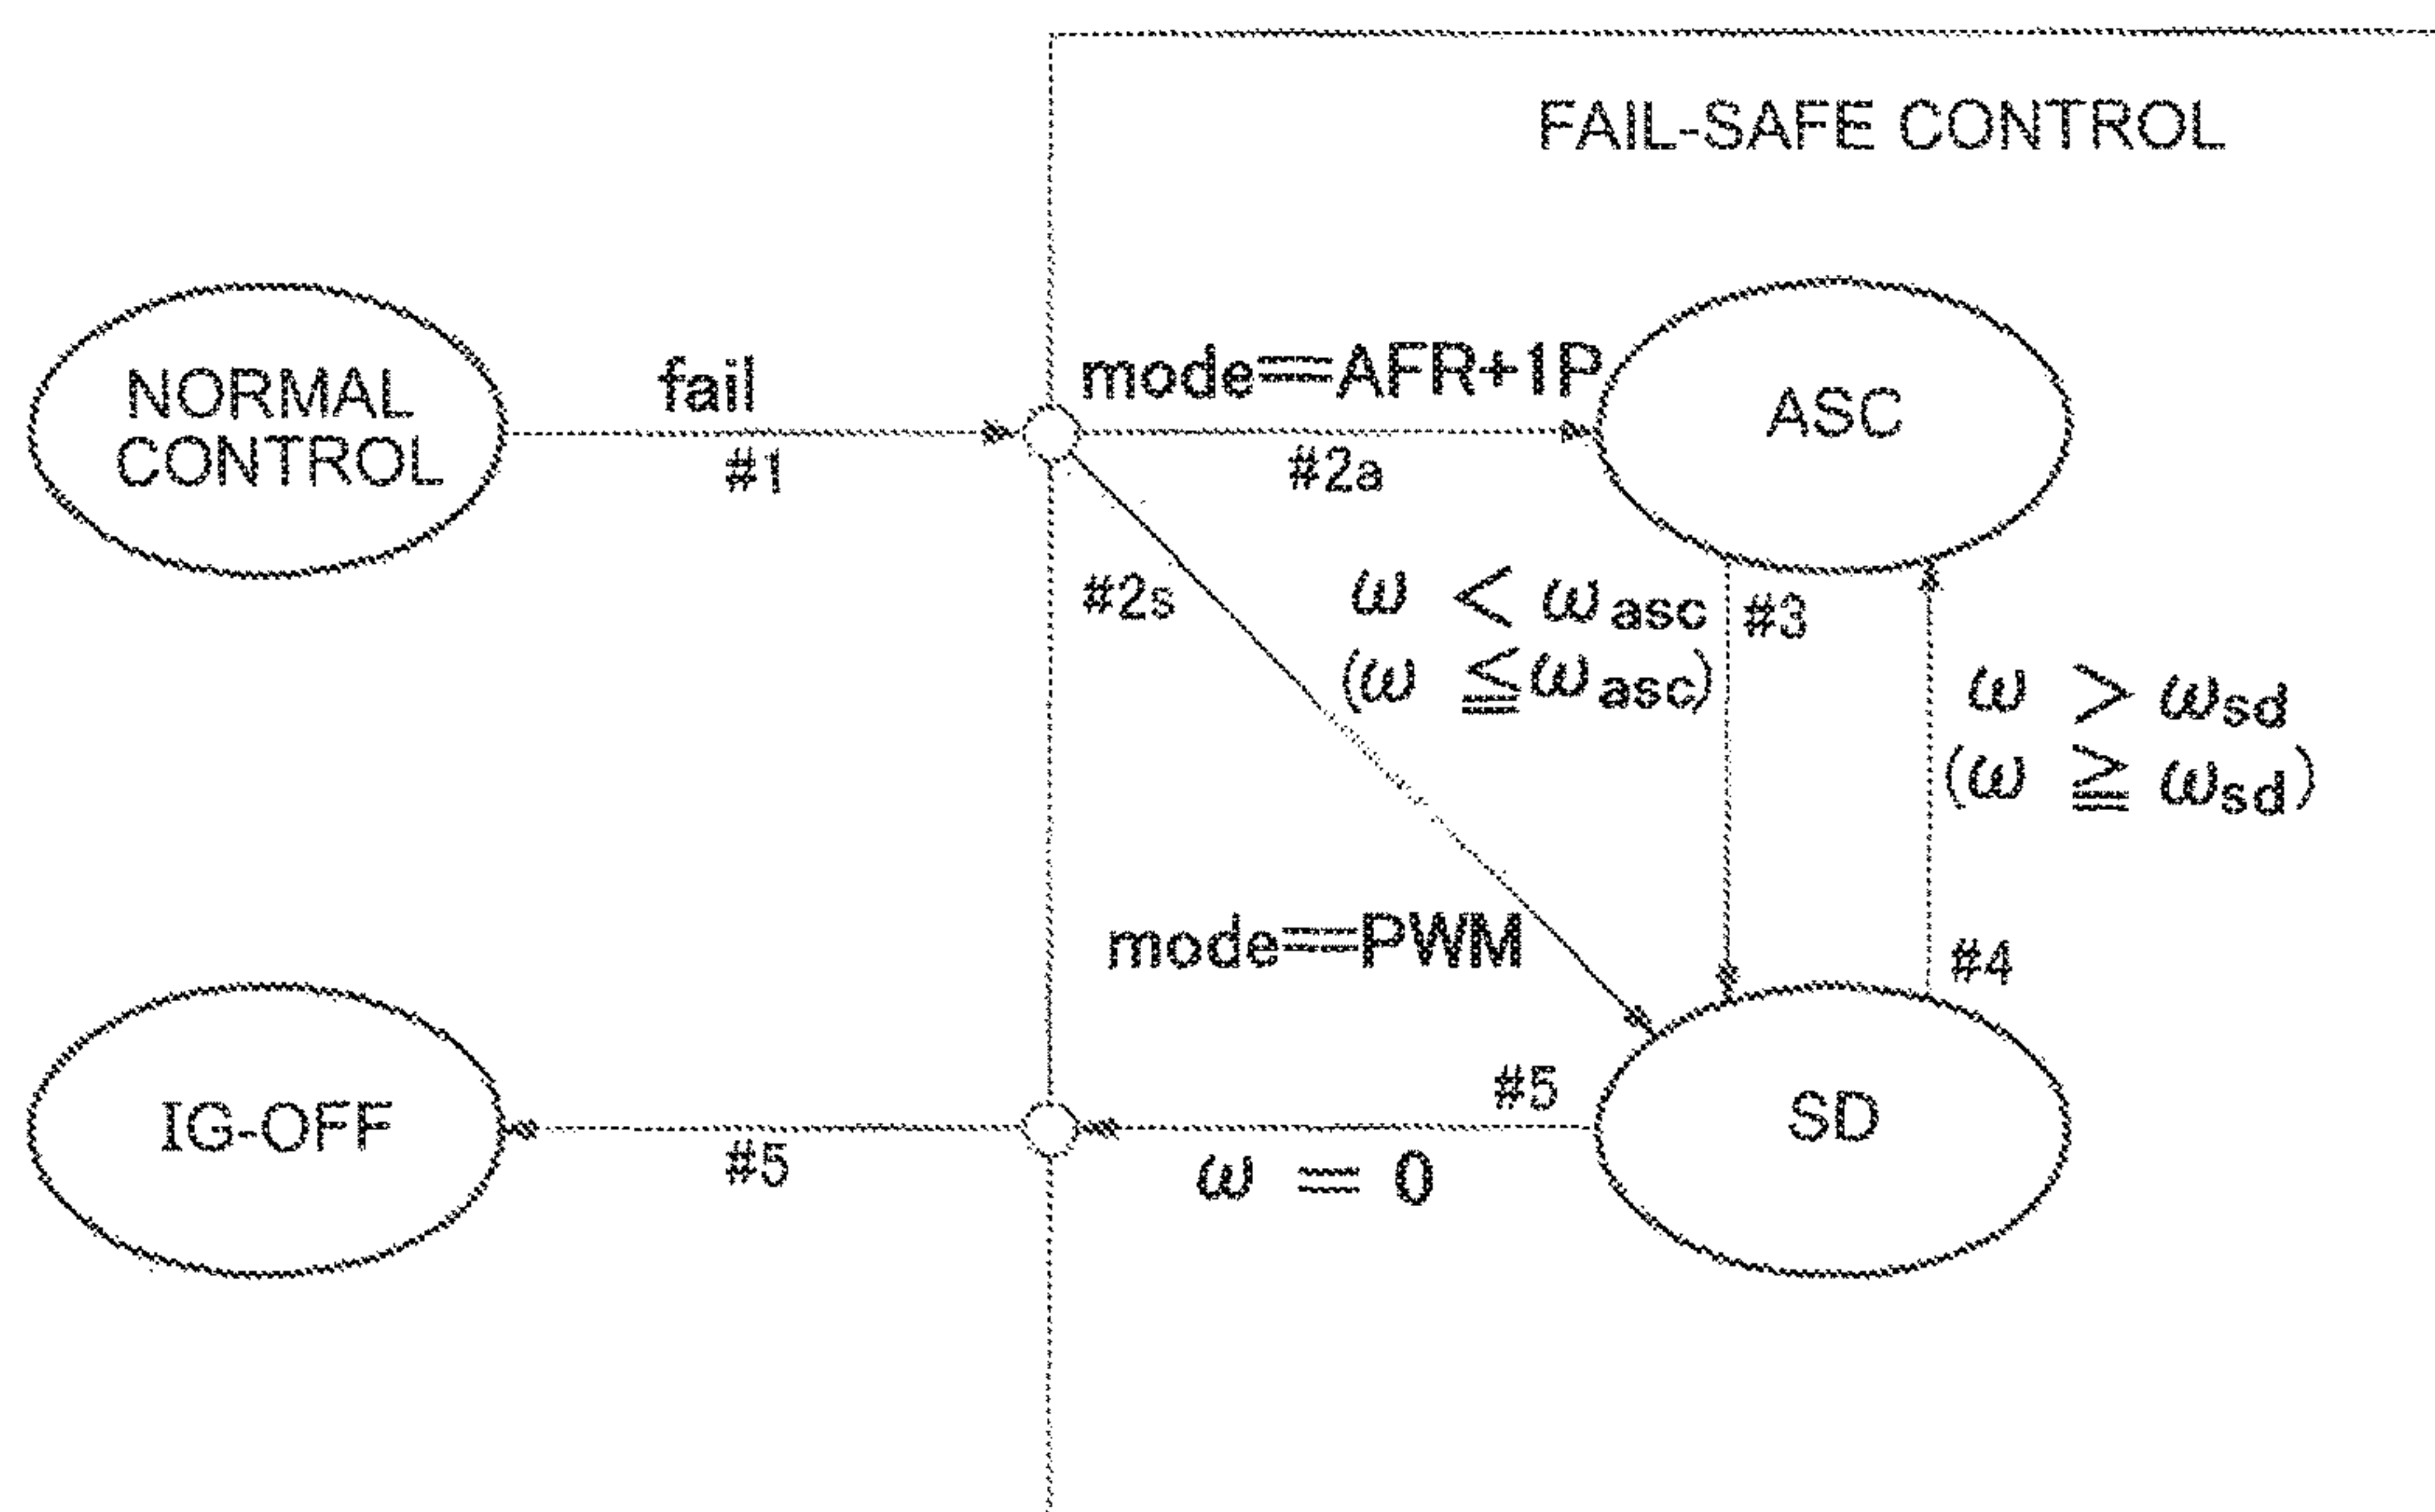 FAIL-SAFE CONTROL
NORMAL
CONTROL
fail
#1
mode==AFR+1P
#2a
ASC
#2s
ω < ωasc
(ω ≦ωasc)
#3
ω > ωsd
(ω ≧ ωsd)
mode==PWM
#4
IG-OFF
#5
#5
ω = 0
SD